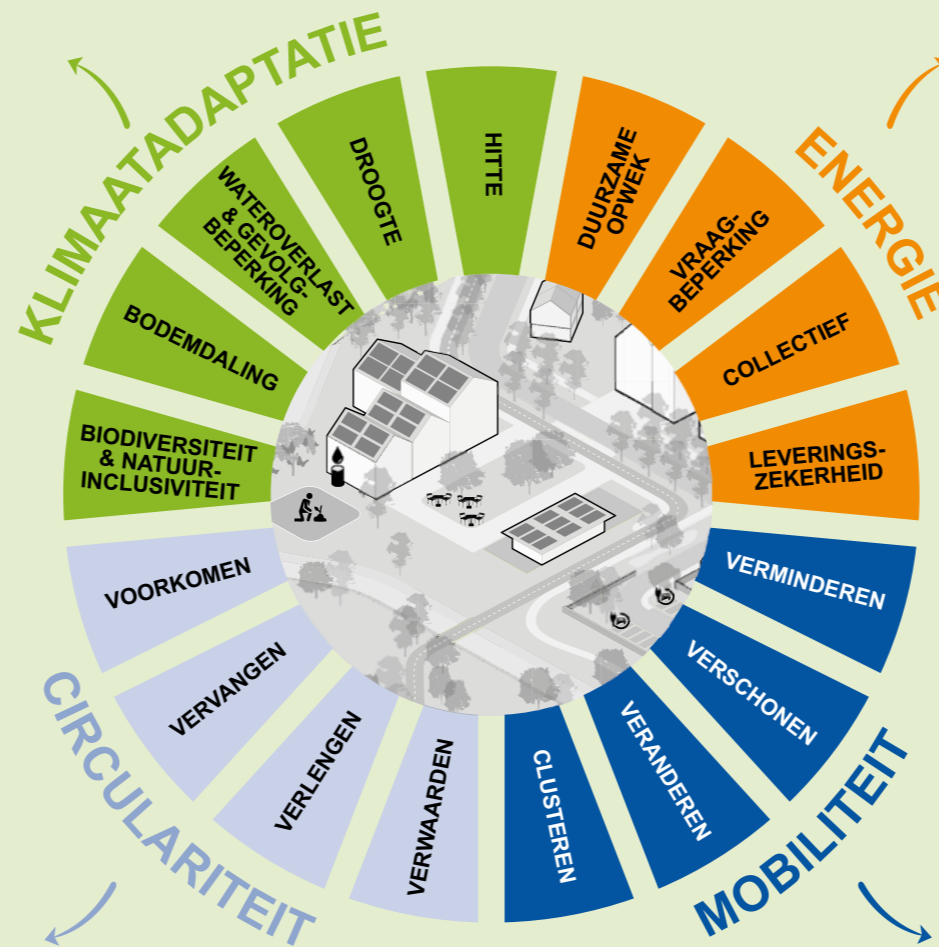 KLIMAATADAPTATIE
HITTE
DROOGTE
WATEROVERLAST
& GEVOLG-
BEPERKING
BODEMDALING
BIODIVERSITEIT
& NATUUR-
INCLUSIVITEIT
ENERGIE
DUURZAME
OPWEK
VRAAG-
BEPERKING
COLLECTIEF
LEVERINGS-
ZEKERHEID
MOBILITEIT
VERMINDEREN
VERSCHONEN
VERANDEREN
CLUSTEREN
CIRCULARITEIT
VOORKOMEN
VERVANGEN
VERLENGEN
VERWAARDEN